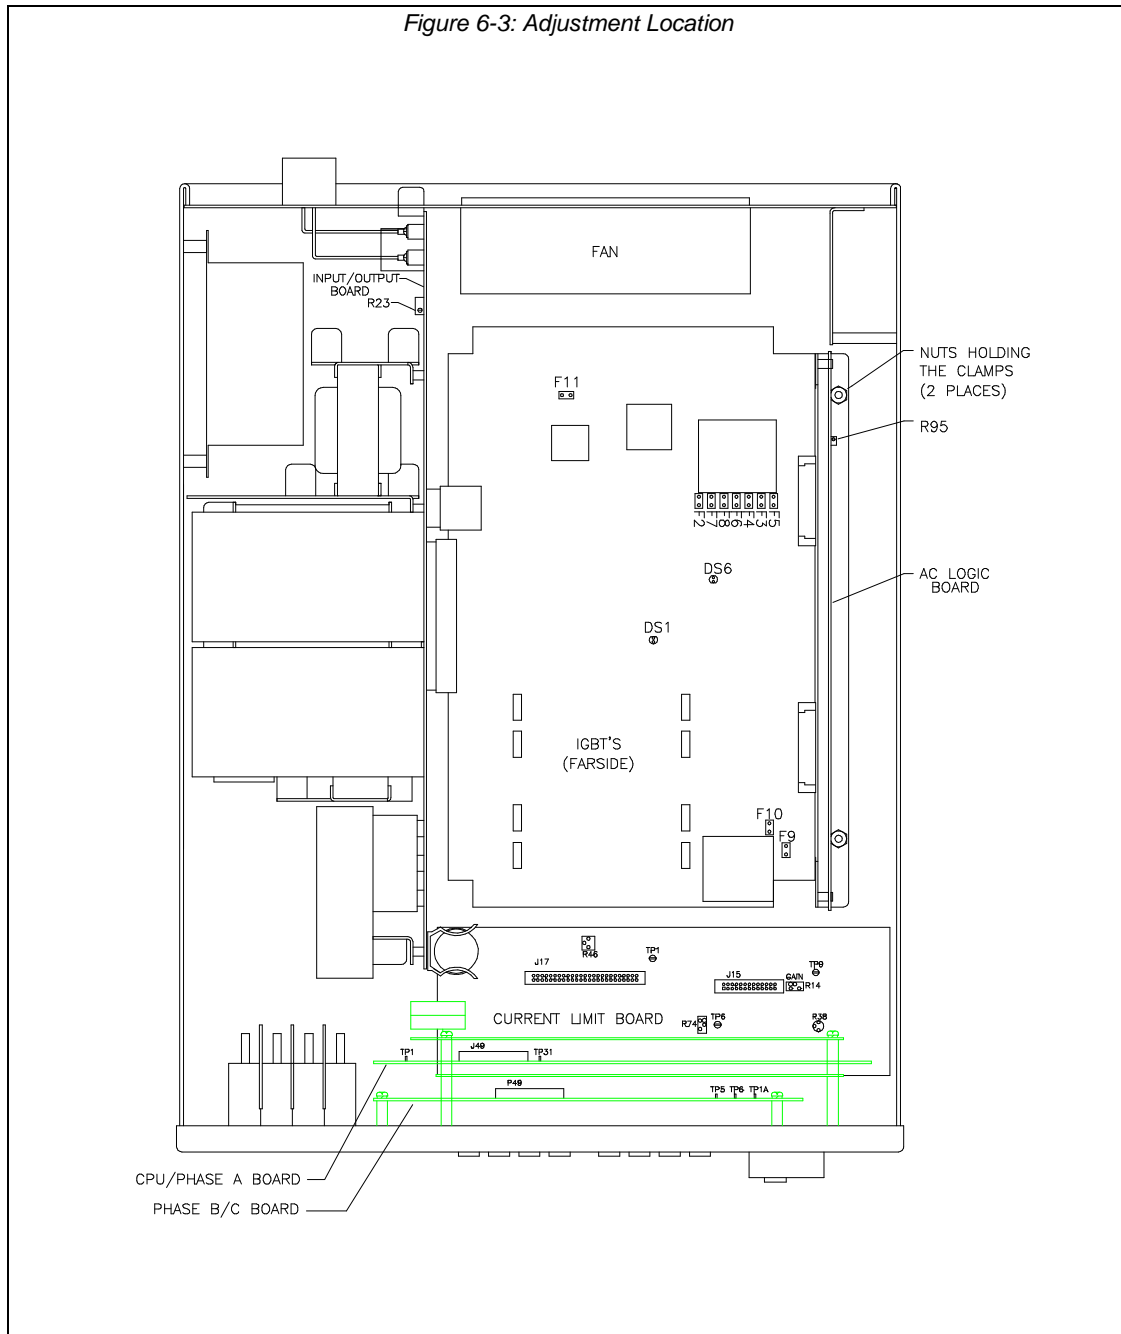 Figure 6-3: Adjustment Location
FAN
INPUT/OUTPUT
BOARD
R23
NUTS HOLDING
THE CLAMPS
(2 PLACES)
F11
R95
F2
F7
F8
F6
F4
F3
F5
DS6
AC LOGIC
BOARD
DS1
IGBT'S
(FARSIDE)
F10
F9
R46
TP1
J17
TP9
J15
GAIN
R14
CURRENT LIMIT BOARD
R74
TP6
R38
TP1
J49
TP31
P49
TP5
TP6
TP1A
CPU/PHASE A BOARD
PHASE B/C BOARD